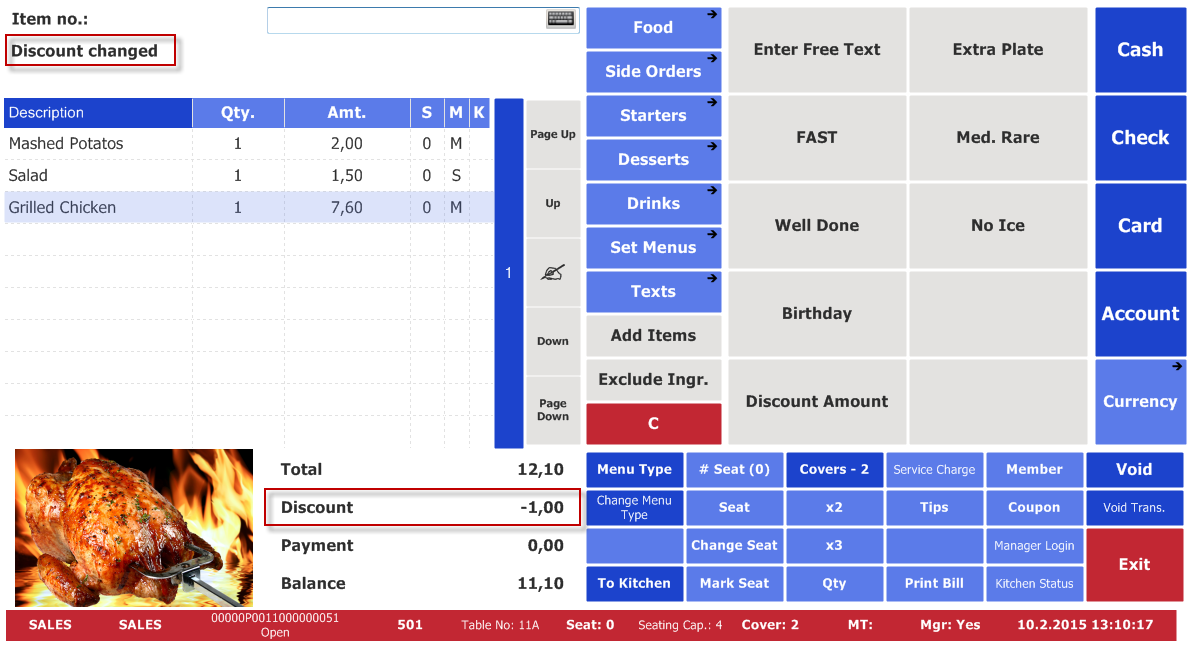 Item no.:
Discount changed
Description Qty. Amt. S M K
Mashed Potatos 1 2,00 0 M
Salad 1 1,50 0 S
Grilled Chicken 1 7,60 0 M
1
Page Up
Up
Down
Page
Down
Food
Side Orders
Starters
Desserts
Drinks
Set Menus
Texts
Add Items
Exclude Ingr.
C
Enter Free Text Extra Plate
FAST Med. Rare
Well Done No Ice
Birthday
Discount Amount
Cash
Check
Card
Account
Currency
Total 12,10
Discount -1,00
Payment 0,00
Balance 11,10
Menu Type # Seat (0) Covers - 2 Service Charge Member Void
Change Menu
Type
Seat x2 Tips Coupon Void Trans.
Change Seat x3 Manager Login
Exit
To Kitchen Mark Seat Qty Print Bill Kitchen Status
SALES SALES 00000P0011000000051
Open
501 Table No: 11A Seat: 0 Seating Cap.: 4 Cover: 2 MT: Mgr: Yes 10.2.2015 13:10:17